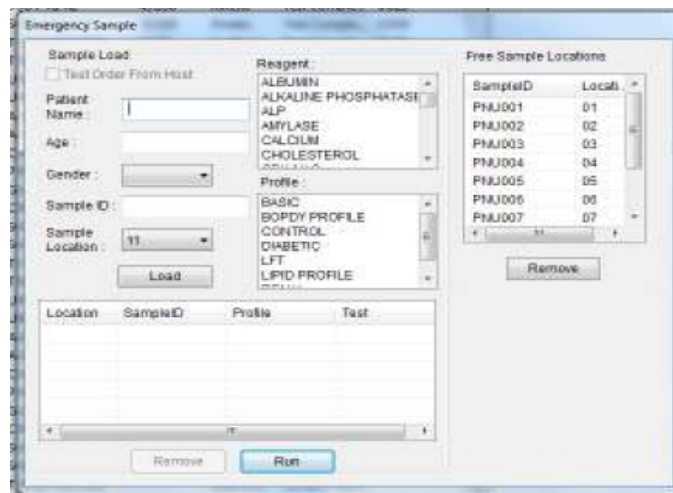 Emergency Sample
Sample Load
Test Order From Host
Patient Name :
Age :
Gender :
Sample ID :
Sample Location :
11
Load
Reagent :
ALBUMIN
ALKALINE PHOSPHATASE
ALP
AMYLASE
CALCIUM
CHOLESTEROL
Profile :
BASIC
BOPDY PROFILE
CONTROL
DIABETIC
LFT
LIPID PROFILE
Free Sample Locations
SampleID Locati
PNU001 01
PNU002 02
PNU003 03
PNU004 04
PNU005 05
PNU006 06
PNU007 07
Remove
Location SampleID Profile Test
Remove
Run